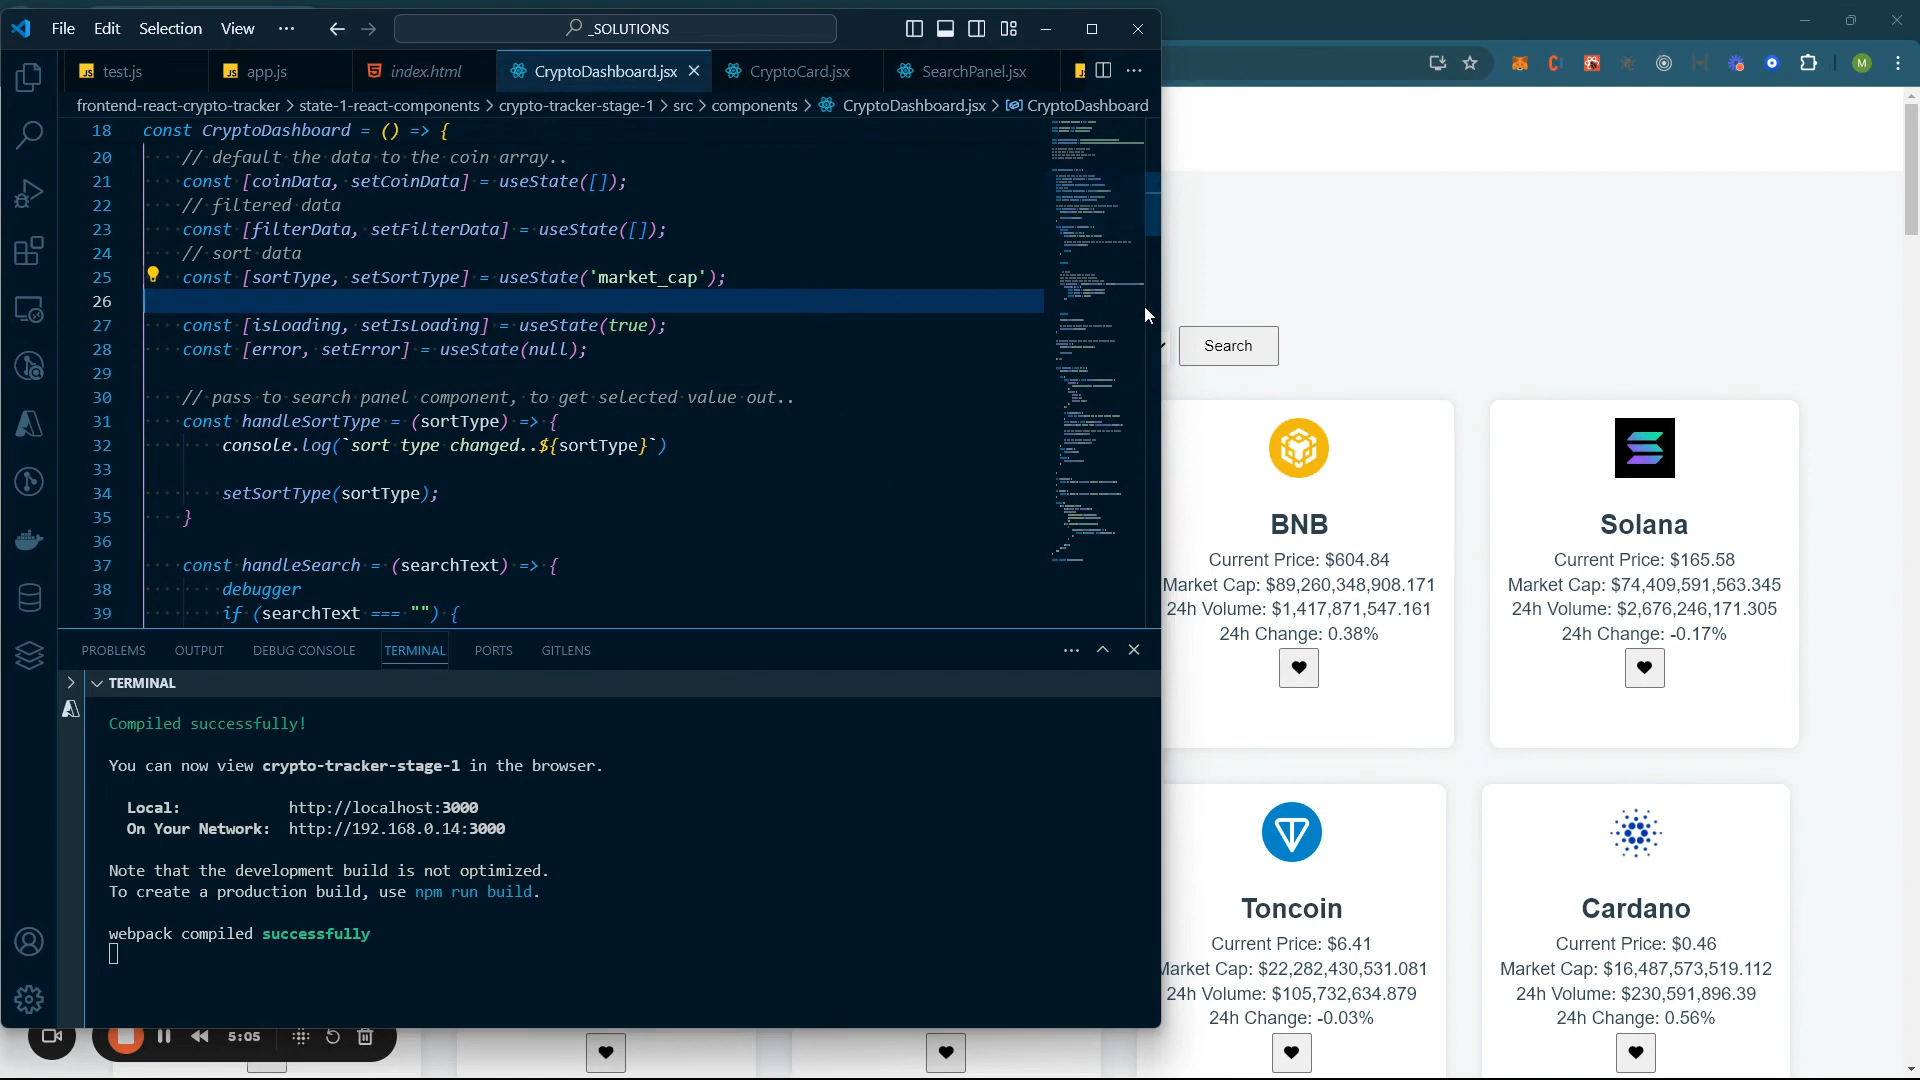 File Edit Selection View ··· _SOLUTIONS
test.js app.js index.html CryptoDashboard.jsx CryptoCard.jsx SearchPanel.jsx
frontend-react-crypto-tracker > state-1-react-components > crypto-tracker-stage-1 > src > components > CryptoDashboard.jsx > CryptoDashboard
18 const CryptoDashboard = () => {
20 // default the data to the coin array..
21 const [coinData, setCoinData] = useState([]);
22 // filtered data
23 const [filterData, setFilterData] = useState([]);
24 // sort data
25 const [sortType, setSortType] = useState('market_cap');
26
27 const [isLoading, setIsLoading] = useState(true);
28 const [error, setError] = useState(null);
29
30 // pass to search panel component, to get selected value out..
31 const handleSortType = (sortType) => {
32 console.log(`sort type changed..${sortType}`)
33
34 setSortType(sortType);
35 }
36
37 const handleSearch = (searchText) => {
38 debugger
39 if (searchText === "") {
PROBLEMS OUTPUT DEBUG CONSOLE TERMINAL PORTS GITLENS
TERMINAL
Compiled successfully!
You can now view crypto-tracker-stage-1 in the browser.
Local: http://localhost:3000
On Your Network: http://192.168.0.14:3000
Note that the development build is not optimized.
To create a production build, use npm run build.
webpack compiled successfully
5:05
M
Search
BNB
Current Price: $604.84
Market Cap: $89,260,348,908.171
24h Volume: $1,417,871,547.161
24h Change: 0.38%
Solana
Current Price: $165.58
Market Cap: $74,409,591,563.345
24h Volume: $2,676,246,171.305
24h Change: -0.17%
Toncoin
Current Price: $6.41
Market Cap: $22,282,430,531.081
24h Volume: $105,732,634.879
24h Change: -0.03%
Cardano
Current Price: $0.46
Market Cap: $16,487,573,519.112
24h Volume: $230,591,896.39
24h Change: 0.56%